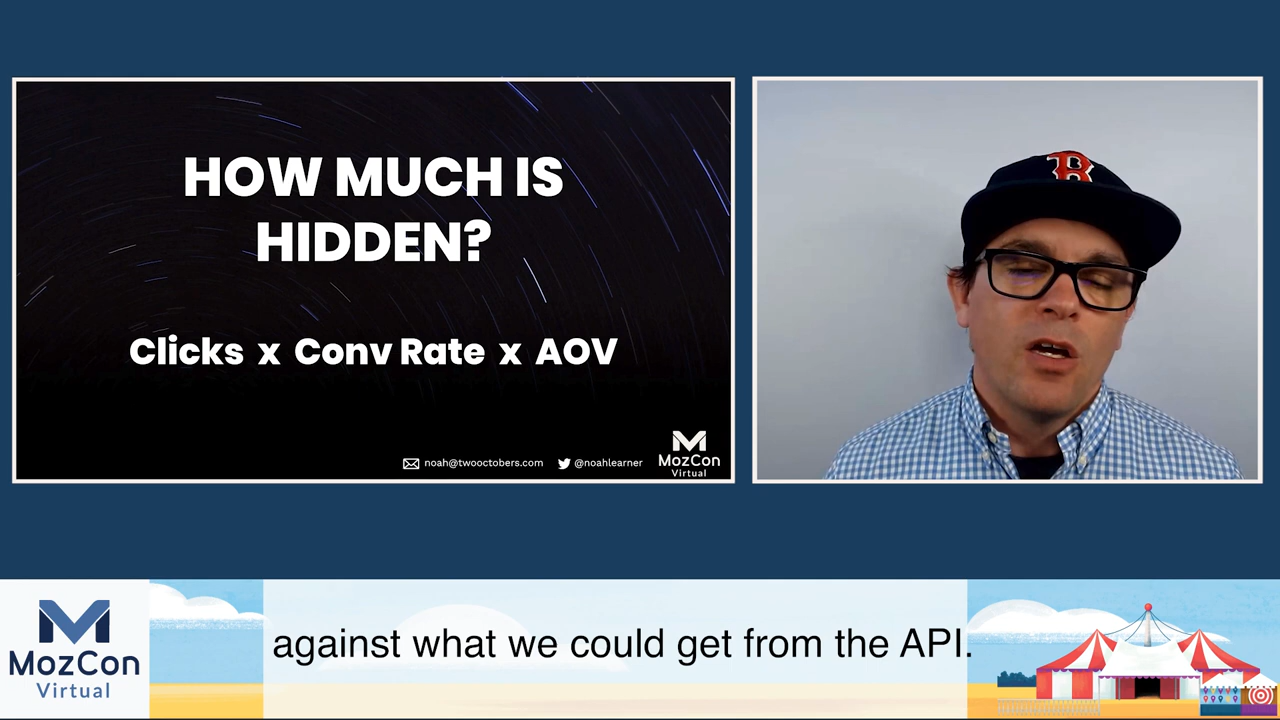 HOW MUCH IS
HIDDEN?
Clicks x Conv Rate x AOV
noah@twooctobers.com @noahlearner
MozCon
Virtual
B
MozCon
Virtual
against what we could get from the API.